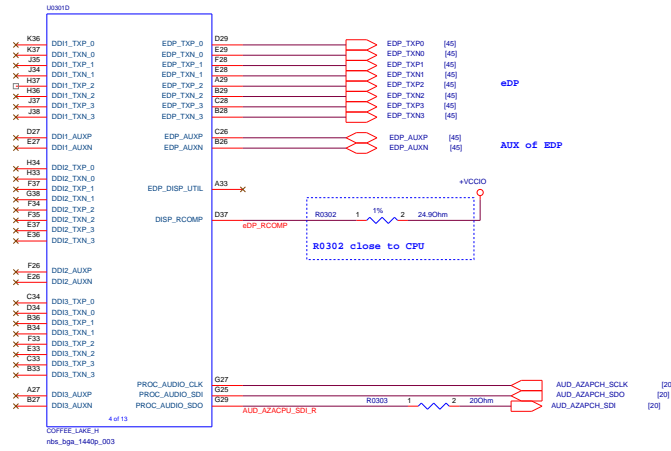 U0301D
K36 DDI1_TXP_0 EDP_TXP_0 D29 EDP_TXP0 [45]
K37 DDI1_TXN_0 EDP_TXN_0 E29 EDP_TXN0 [45]
J35 DDI1_TXP_1 EDP_TXP_1 F28 EDP_TXP1 [45]
J34 DDI1_TXN_1 EDP_TXN_1 E28 EDP_TXN1 [45]
H37 DDI1_TXP_2 EDP_TXP_2 A29 EDP_TXP2 [45] eDP
H36 DDI1_TXN_2 EDP_TXN_2 B29 EDP_TXN2 [45]
J37 DDI1_TXP_3 EDP_TXP_3 C28 EDP_TXP3 [45]
J38 DDI1_TXN_3 EDP_TXN_3 B28 EDP_TXN3 [45]
D27 DDI1_AUXP EDP_AUXP C26 EDP_AUXP [45]
E27 DDI1_AUXN EDP_AUXN B26 EDP_AUXN [45] AUX of EDP
H34 DDI2_TXP_0
H33 DDI2_TXN_0
F37 DDI2_TXP_1 EDP_DISP_UTIL A33 +VCCIO
G38 DDI2_TXN_1
F34 DDI2_TXP_2
F35 DDI2_TXN_2 DISP_RCOMP D37 eDP_RCOMP R0302 1 1% 2 24.9Ohm
E37 DDI2_TXP_3
E36 DDI2_TXN_3
R0302 close to CPU
F26 DDI2_AUXP
E26 DDI2_AUXN
C34 DDI3_TXP_0
D34 DDI3_TXN_0
B36 DDI3_TXP_1
B34 DDI3_TXN_1
F33 DDI3_TXP_2
E33 DDI3_TXN_2
C33 DDI3_TXP_3
B33 DDI3_TXN_3
PROC_AUDIO_CLK G27 AUD_AZAPCH_SCLK [20]
A27 DDI3_AUXP PROC_AUDIO_SDI G25 AUD_AZAPCH_SDO [20]
B27 DDI3_AUXN PROC_AUDIO_SDO G29 AUD_AZACPU_SDI_R R0303 1 2 20Ohm AUD_AZAPCH_SDI [20]
4 of 13
COFFEE_LAKE_H
nbs_bga_1440p_003